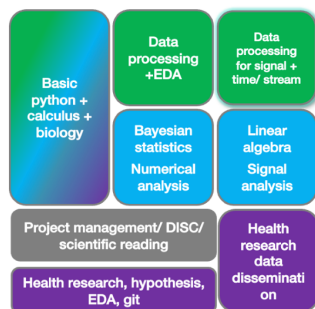 Basic
python +
calculus +
biology
Data
processing
+EDA
Data
processing
for signal +
time/ stream
Bayesian
statistics
Numerical
analysis
Linear
algebra
Signal
analysis
Project management/ DISC/
scientific reading
Health
research
data
disseminati
on
Health research, hypothesis,
EDA, git